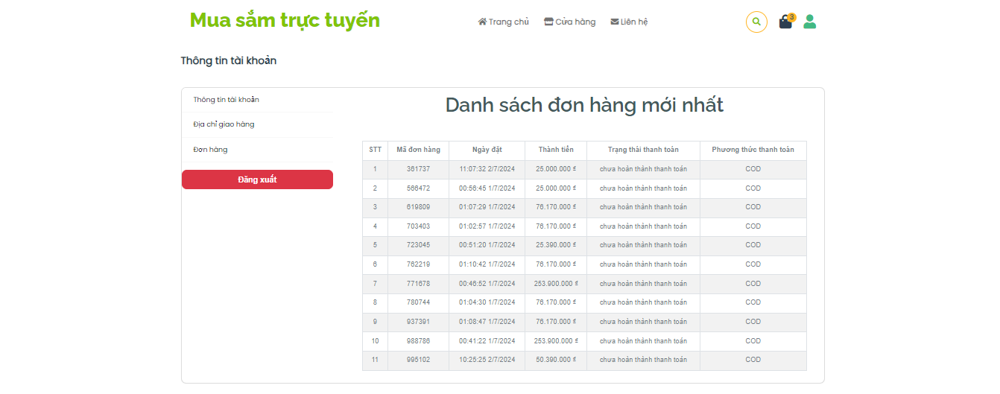 Mua sắm trực tuyến
Trang chủ Cửa hàng Liên hệ
3
Thông tin tài khoản
Thông tin tài khoản
Địa chỉ giao hàng
Đơn hàng
Đăng xuất
Danh sách đơn hàng mới nhất
STT Mã đơn hàng Ngày đặt Thành tiền Trạng thái thanh toán Phương thức thanh toán
1 361737 11:07:32 2/7/2024 25.000.000 ₫ chưa hoàn thành thanh toán COD
2 566472 00:56:45 1/7/2024 25.000.000 ₫ chưa hoàn thành thanh toán COD
3 619809 01:07:29 1/7/2024 76.170.000 ₫ chưa hoàn thành thanh toán COD
4 703403 01:02:57 1/7/2024 76.170.000 ₫ chưa hoàn thành thanh toán COD
5 723045 00:51:20 1/7/2024 25.390.000 ₫ chưa hoàn thành thanh toán COD
6 762219 01:10:42 1/7/2024 76.170.000 ₫ chưa hoàn thành thanh toán COD
7 771678 00:46:52 1/7/2024 253.900.000 ₫ chưa hoàn thành thanh toán COD
8 780744 01:04:30 1/7/2024 76.170.000 ₫ chưa hoàn thành thanh toán COD
9 937391 01:08:47 1/7/2024 76.170.000 ₫ chưa hoàn thành thanh toán COD
10 988786 00:41:22 1/7/2024 253.900.000 ₫ chưa hoàn thành thanh toán COD
11 995102 10:25:25 2/7/2024 50.390.000 ₫ chưa hoàn thành thanh toán COD